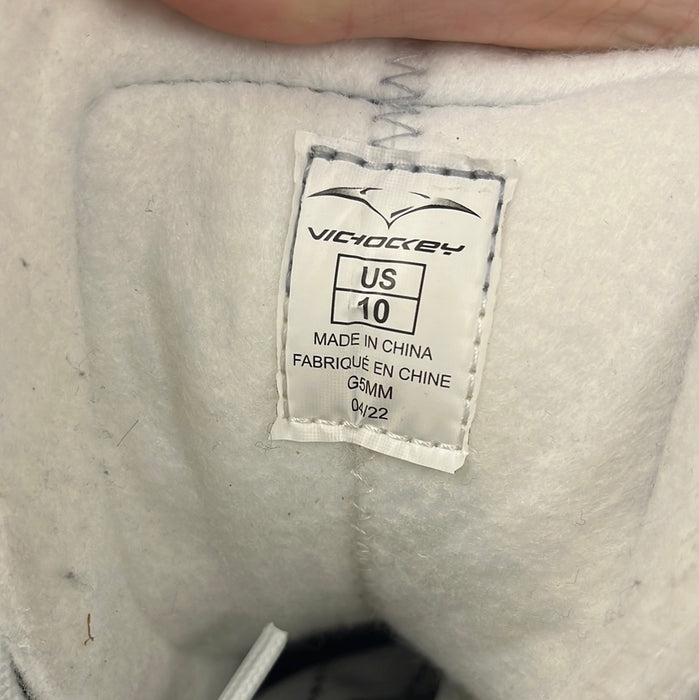 VICHOCKEY
US
10
MADE IN CHINA
FABRIQUÉ EN CHINE
G5MM
04/22